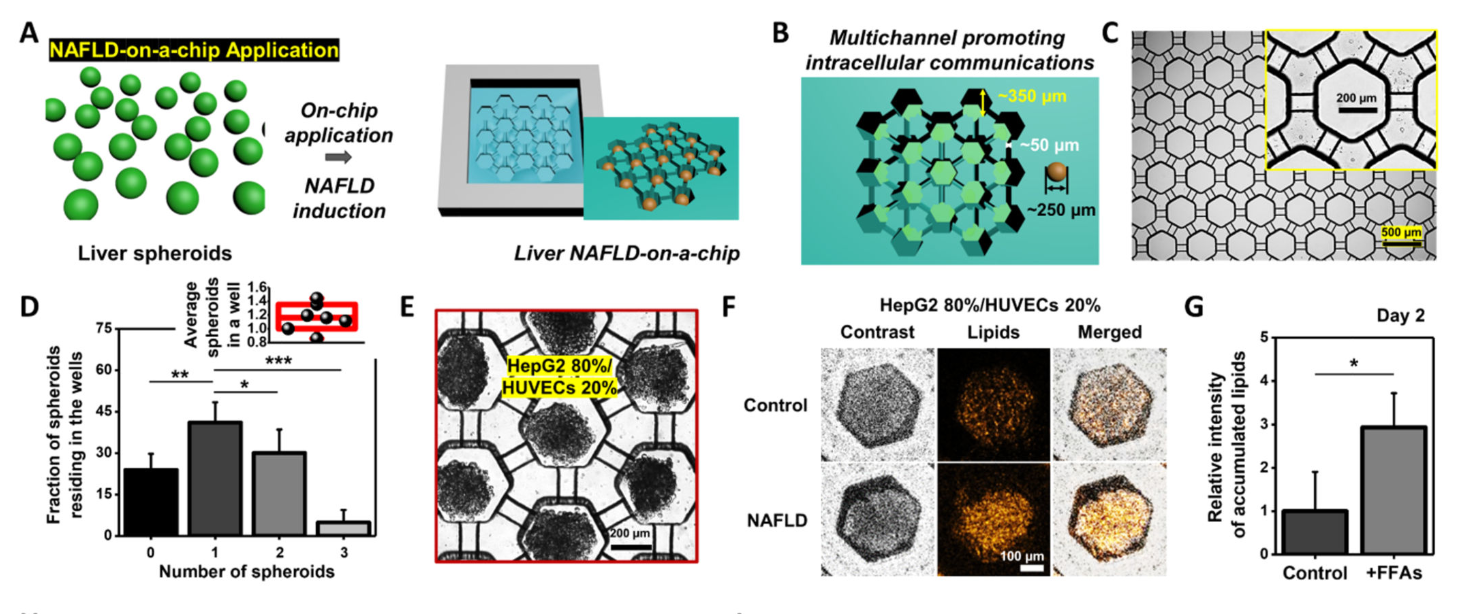 A
NAFLD-on-a-chip Application
On-chip
application
NAFLD
induction
Liver spheroids
Liver NAFLD-on-a-chip
B
Multichannel promoting
intracellular communications
~350 µm
~50 µm
~250 µm
C
200 µm
500 µm
D
Average
spheroids
in a well
1.6
1.4
1.2
1.0
0.8
Fraction of spheroids
residing in the wells
75
60
45
30
15
0
**
*
***
0 1 2 3
Number of spheroids
E
HepG2 80%/
HUVECs 20%
200 µm
F
HepG2 80%/HUVECs 20%
Contrast Lipids Merged
Control
NAFLD
100 µm
G
Day 2
Relative intensity
of accumulated lipids
5
4
3
2
1
0
*
Control +FFAs